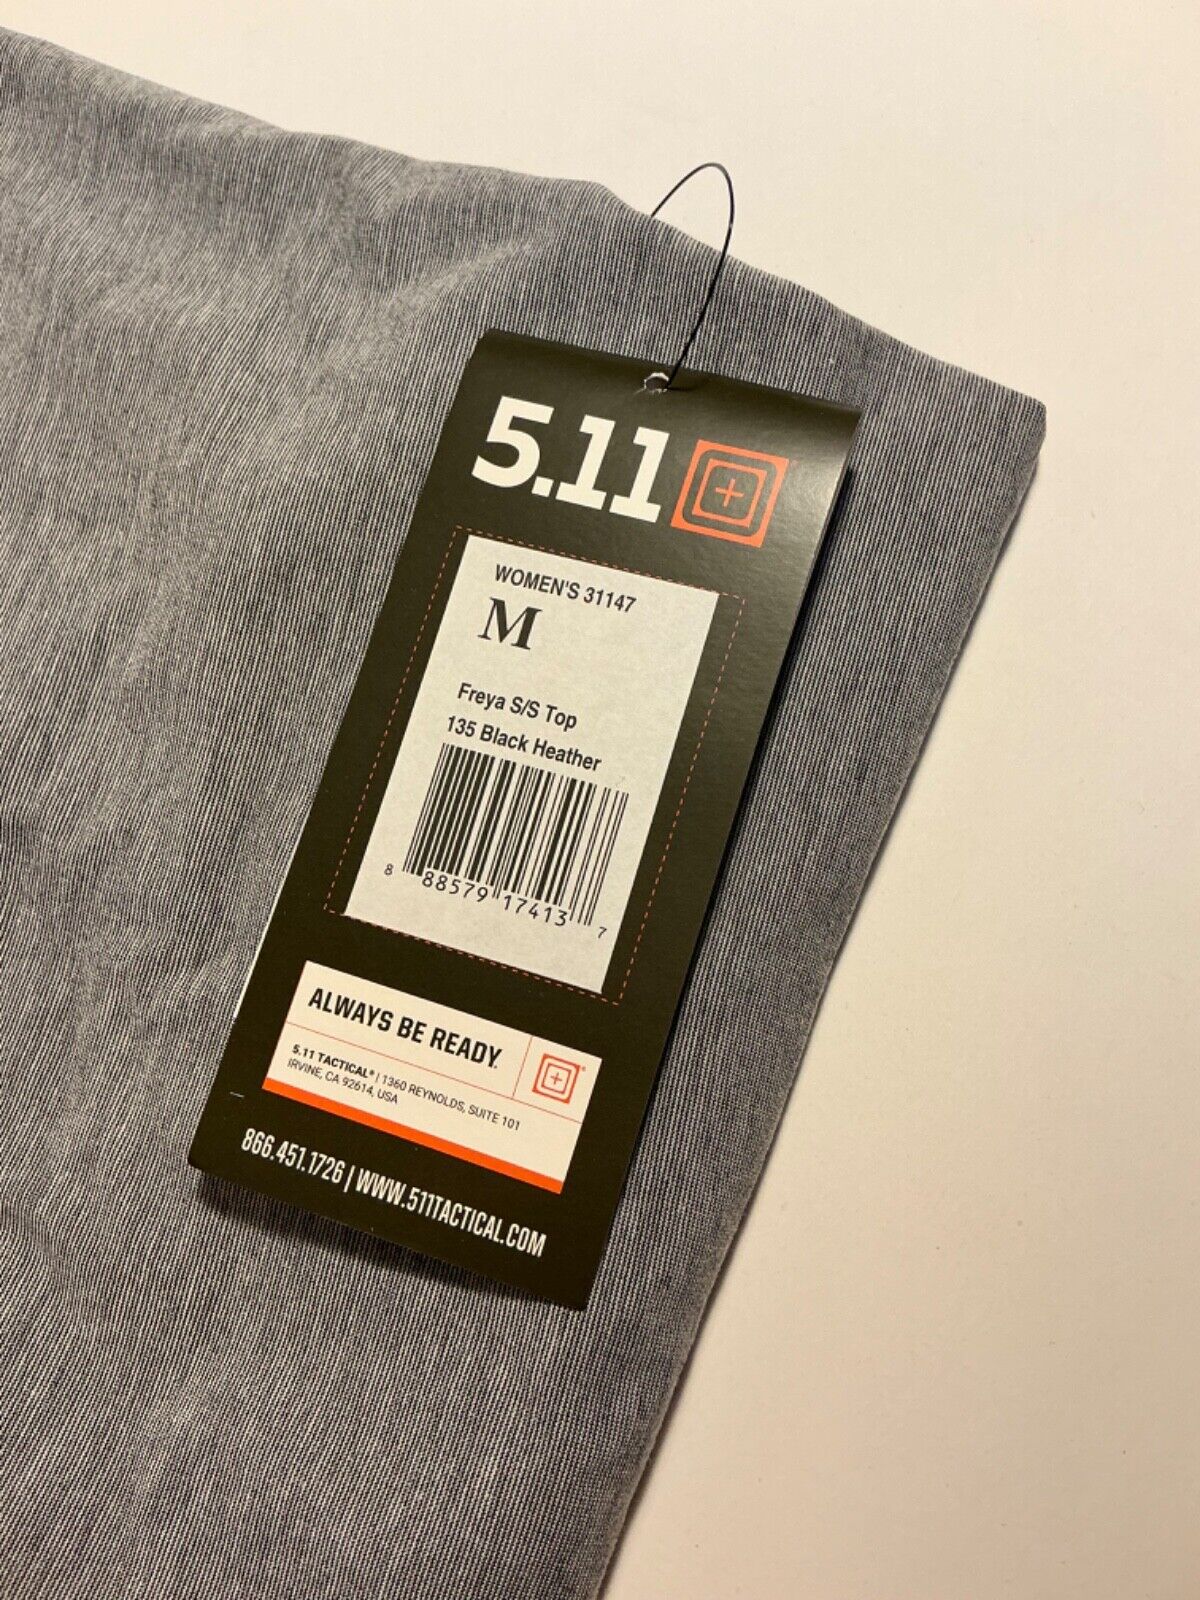 5.11
WOMEN'S 31147
M
Freya S/S Top
135 Black Heather
8 88579 17413 7
ALWAYS BE READY.
5.11 TACTICAL® | 1360 REYNOLDS, SUITE 101
IRVINE, CA 92614, USA
866.451.1726 | WWW.511TACTICAL.COM